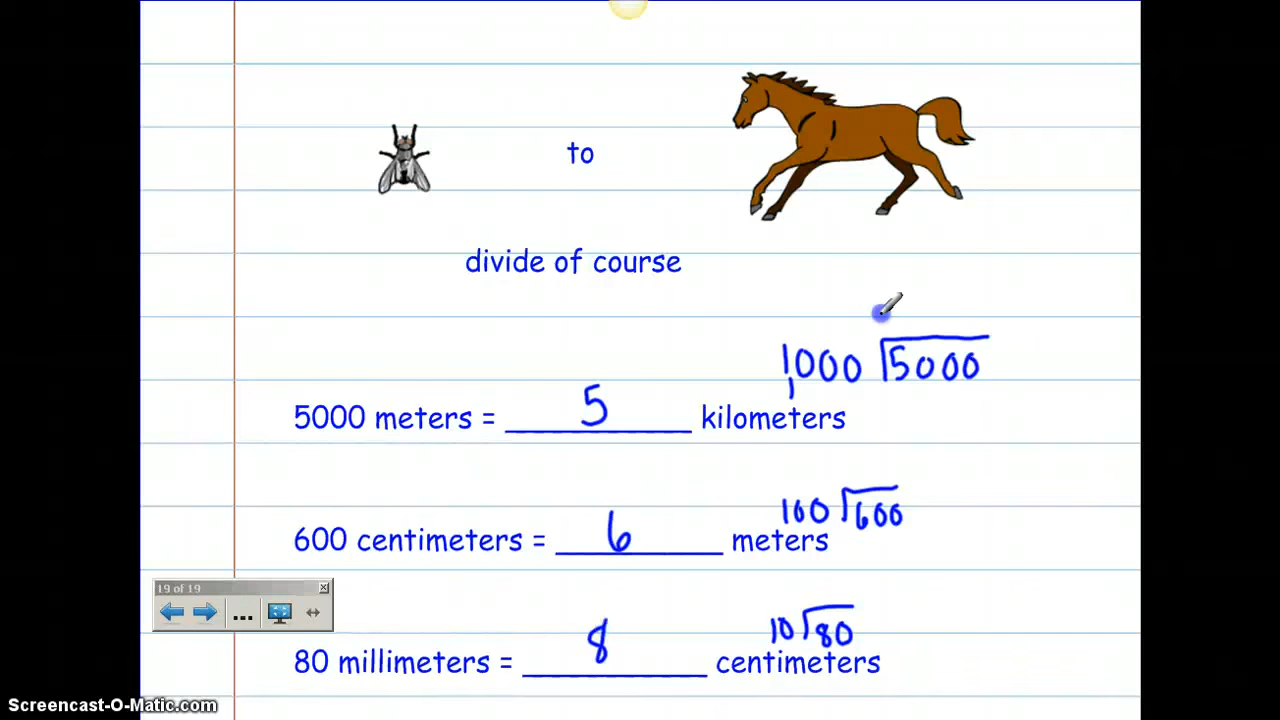 to
divide of course
1000 5000
5000 meters = 5 kilometers
100 600
600 centimeters = 6 meters
19 of 19
...
10 80
80 millimeters = 8 centimeters
Screencast-O-Matic.com